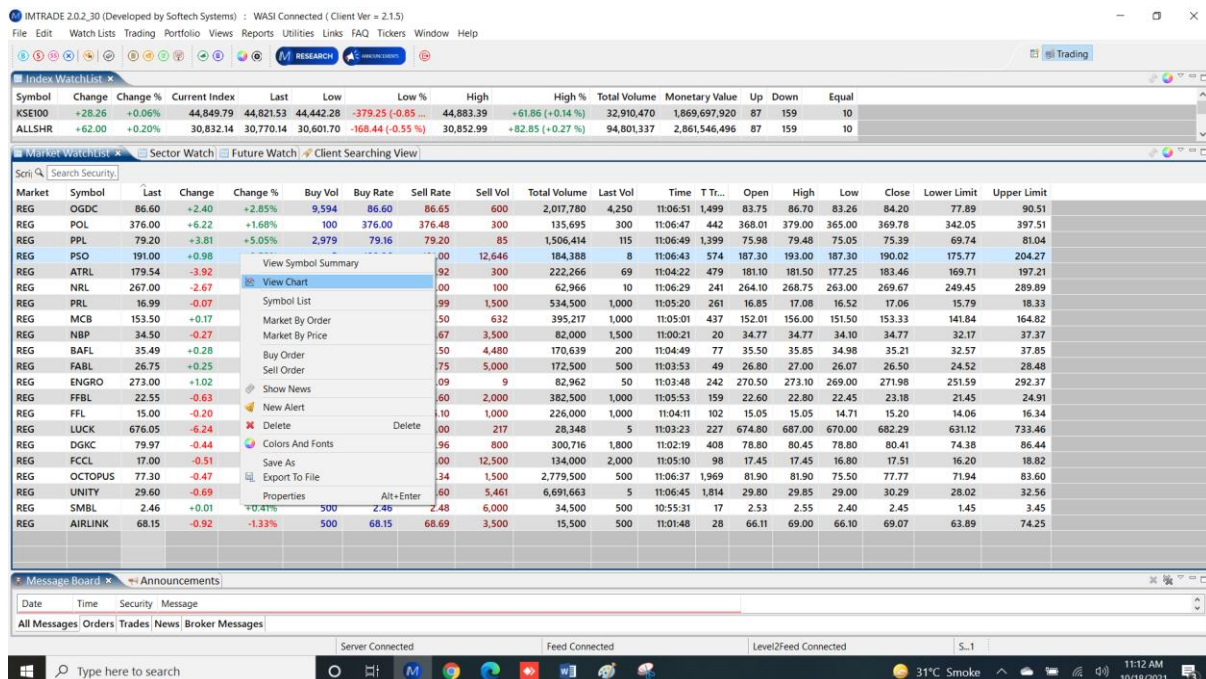 IMTRADE 2.0.2_30 (Developed by Softech Systems) : WASI Connected ( Client Ver = 2.1.5)
File Edit Watch Lists Trading Portfolio Views Reports Utilities Links FAQ Tickers Window Help
RESEARCH ANNOUNCEMENTS Trading
Index WatchList
Symbol Change Change % Current Index Last Low Low % High High % Total Volume Monetary Value Up Down Equal
KSE100 +28.26 +0.06% 44,849.79 44,821.53 44,442.28 -379.25 (-0.85 ... 44,883.39 +61.86 (+0.14 %) 32,910,470 1,869,697,920 87 159 10
ALLSHR +62.00 +0.20% 30,832.14 30,770.14 30,601.70 -168.44 (-0.55 %) 30,852.99 +82.85 (+0.27 %) 94,801,337 2,861,546,496 87 159 10
Market WatchList Sector Watch Future Watch Client Searching View
Scrij Search Security.
Market Symbol Last Change Change % Buy Vol Buy Rate Sell Rate Sell Vol Total Volume Last Vol Time T Tr... Open High Low Close Lower Limit Upper Limit
REG OGDC 86.60 +2.40 +2.85% 9,594 86.60 86.65 600 2,017,780 4,250 11:06:51 1,499 83.75 86.70 83.26 84.20 77.89 90.51
REG POL 376.00 +6.22 +1.68% 100 376.00 376.48 300 135,695 300 11:06:47 442 368.01 379.00 365.00 369.78 342.05 397.51
REG PPL 79.20 +3.81 +5.05% 2,979 79.16 79.20 85 1,506,414 115 11:06:49 1,399 75.98 79.48 75.05 75.39 69.74 81.04
REG PSO 191.00 +0.98 .00 12,646 184,388 8 11:06:43 574 187.30 193.00 187.30 190.02 175.77 204.27
View Symbol Summary
REG ATRL 179.54 -3.92 .92 300 222,266 69 11:04:22 479 181.10 181.50 177.25 183.46 169.71 197.21
View Chart
REG NRL 267.00 -2.67 .00 100 62,966 10 11:06:29 241 264.10 268.75 263.00 269.67 249.45 289.89
Symbol List
REG PRL 16.99 -0.07 .99 1,500 534,500 1,000 11:05:20 261 16.85 17.08 16.52 17.06 15.79 18.33
Market By Order
REG MCB 153.50 +0.17 .50 632 395,217 1,000 11:05:01 437 152.01 156.00 151.50 153.33 141.84 164.82
Market By Price
REG NBP 34.50 -0.27 .67 3,500 82,000 1,500 11:00:21 20 34.77 34.77 34.10 34.77 32.17 37.37
Buy Order
REG BAFL 35.49 +0.28 .50 4,480 170,639 200 11:04:49 77 35.50 35.85 34.98 35.21 32.57 37.85
Sell Order
REG FABL 26.75 +0.25 .75 5,000 172,500 500 11:03:53 49 26.80 27.00 26.07 26.50 24.52 28.48
Show News
REG ENGRO 273.00 +1.02 .09 9 82,962 50 11:03:48 242 270.50 273.10 269.00 271.98 251.59 292.37
New Alert
REG FFBL 22.55 -0.63 .60 2,000 382,500 1,000 11:05:53 159 22.60 22.80 22.45 23.18 21.45 24.91
REG FFL 15.00 -0.20 .10 1,000 226,000 1,000 11:04:11 102 15.05 15.05 14.71 15.20 14.06 16.34
Delete Delete
REG LUCK 676.05 -6.24 .00 217 28,348 5 11:03:23 227 674.80 687.00 670.00 682.29 631.12 733.46
Colors And Fonts
REG DGKC 79.97 -0.44 .96 800 300,716 1,800 11:02:19 408 78.80 80.45 78.80 80.41 74.38 86.44
Save As
REG FCCL 17.00 -0.51 .00 12,500 134,000 2,000 11:05:10 98 17.45 17.45 16.80 17.51 16.20 18.82
Export To File
REG OCTOPUS 77.30 -0.47 .34 1,500 2,779,500 500 11:06:37 1,969 81.90 81.90 75.50 77.77 71.94 83.60
Properties Alt+Enter
REG UNITY 29.60 -0.69 .60 5,461 6,691,663 5 11:06:45 1,814 29.80 29.85 29.00 30.29 28.02 32.56
REG SMBL 2.46 +0.01 +0.41% 500 2.46 2.48 6,000 34,500 500 10:55:31 17 2.53 2.55 2.40 2.45 1.45 3.45
REG AIRLINK 68.15 -0.92 -1.33% 500 68.15 68.69 3,500 15,500 500 11:01:48 28 66.11 69.00 66.10 69.07 63.89 74.25
Message Board Announcements
Date Time Security Message
All Messages Orders Trades News Broker Messages
Server Connected Feed Connected Level2Feed Connected S...1
Type here to search 31°C Smoke 11:12 AM
10/18/2021